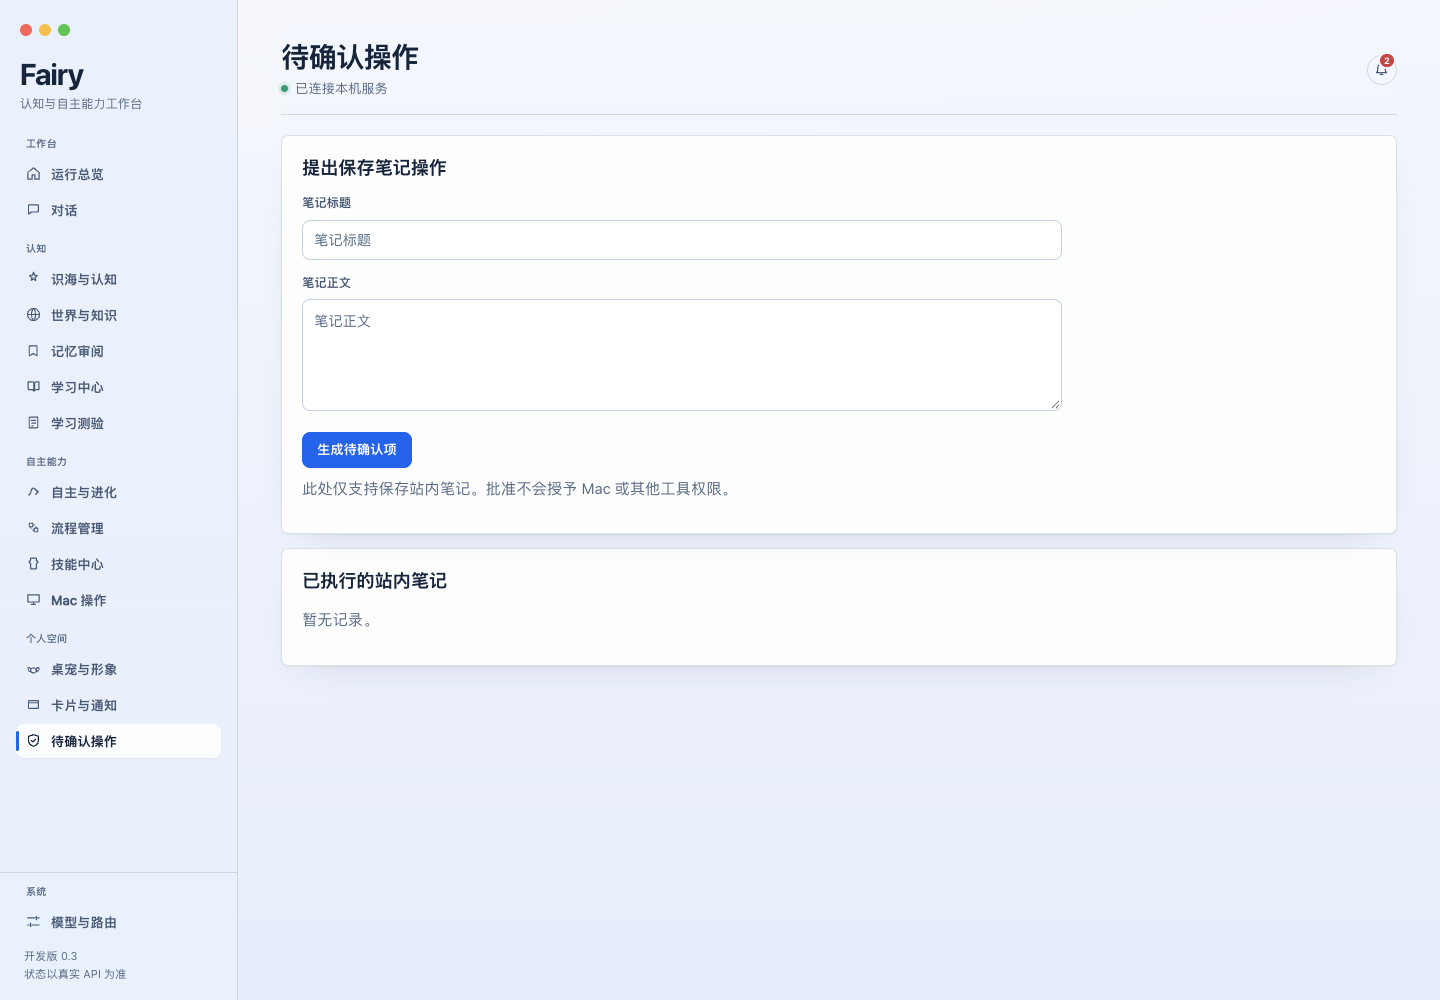 Fairy
认知与自主能力工作台
工作台
运行总览
对话
认知
识海与认知
世界与知识
记忆审阅
学习中心
学习测验
自主能力
自主与进化
流程管理
技能中心
Mac 操作
个人空间
桌宠与形象
卡片与通知
待确认操作
系统
模型与路由
开发版 0.3
状态以真实 API 为准
待确认操作
已连接本机服务
2
提出保存笔记操作
笔记标题
笔记标题
笔记正文
笔记正文
生成待确认项
此处仅支持保存站内笔记。批准不会授予 Mac 或其他工具权限。
已执行的站内笔记
暂无记录。